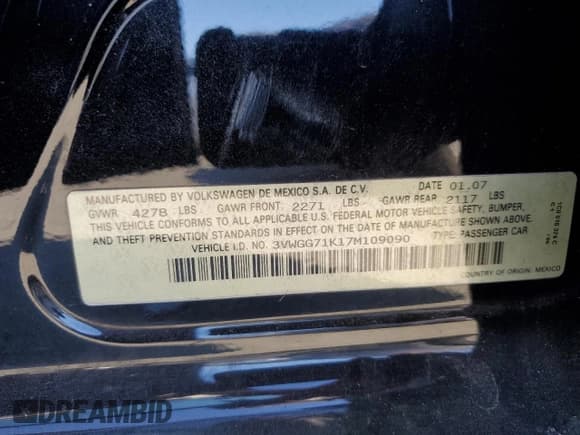 MANUFACTURED BY VOLKSWAGEN DE MEXICO S.A. DE C.V. DATE 01.07
GVWR 4278 LBS GAWR FRONT 2271 LBS GAWR REAR 2117 LBS
THIS VEHICLE CONFORMS TO ALL APPLICABLE U.S. FEDERAL MOTOR VEHICLE SAFETY, BUMPER,
AND THEFT PREVENTION STANDARDS IN EFFECT ON THE DATE OF MANUFACTURE SHOWN ABOVE.
VEHICLE I.D. NO. 3VWGG71K17M109090 TYPE: PASSENGER CAR
COUNTRY OF ORIGIN: MEXICO
DREAMBID